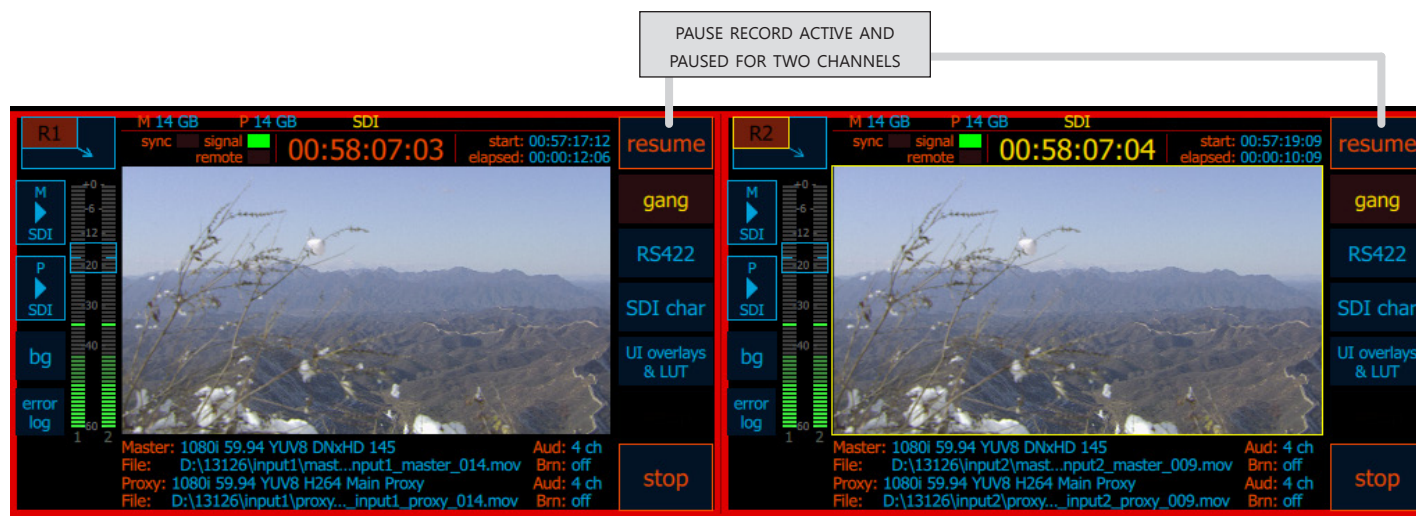 PAUSE RECORD ACTIVE AND
PAUSED FOR TWO CHANNELS
R1
M 14 GB P 14 GB SDI
sync signal
remote
00:58:07:03
start: 00:57:17:12
elapsed: 00:00:12:06
resume
M
SDI
P
SDI
bg
error
log
+0
-6
-12
-20
-30
-40
-60
1 2
gang
RS422
SDI char
UI overlays
& LUT
stop
Master: 1080i 59.94 YUV8 DNxHD 145 Aud: 4 ch
File: D:\13126\input1\mast...nput1_master_014.mov Brn: off
Proxy: 1080i 59.94 YUV8 H264 Main Proxy Aud: 4 ch
File: D:\13126\input1\proxy..._input1_proxy_014.mov Brn: off
R2
M 14 GB P 14 GB SDI
sync signal
remote
00:58:07:04
start: 00:57:19:09
elapsed: 00:00:10:09
resume
M
SDI
P
SDI
bg
error
log
+0
-6
-12
-20
-30
-40
-60
1 2
gang
RS422
SDI char
UI overlays
& LUT
stop
Master: 1080i 59.94 YUV8 DNxHD 145 Aud: 4 ch
File: D:\13126\input2\mast...nput2_master_009.mov Brn: off
Proxy: 1080i 59.94 YUV8 H264 Main Proxy Aud: 4 ch
File: D:\13126\input2\proxy..._input2_proxy_009.mov Brn: off